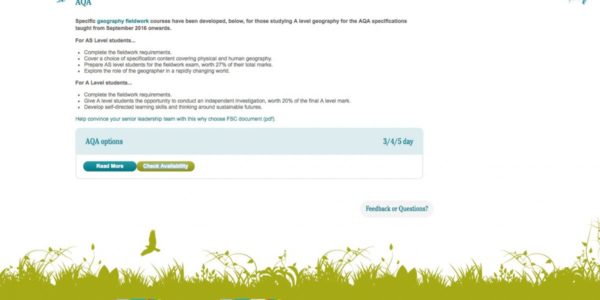 AQA
Specific geography fieldwork courses have been developed, below, for those studying A level geography for the AQA specifications
taught from September 2016 onwards.
For AS Level students...
Complete the fieldwork requirements.
Cover a choice of specification content covering physical and human geography.
Prepare AS level students for the fieldwork exam, worth 27% of their total marks.
Explore the role of the geographer in a rapidly changing world.
For A Level students...
Complete the fieldwork requirements.
Give A level students the opportunity to conduct an independent investigation, worth 20% of the final A level mark.
Develop self-directed learning skills and thinking around sustainable futures.
Help convince your senior leadership team with this why choose FSC document (pdf).
AQA options 3/4/5 day
Read More Check Availability
Feedback or Questions?